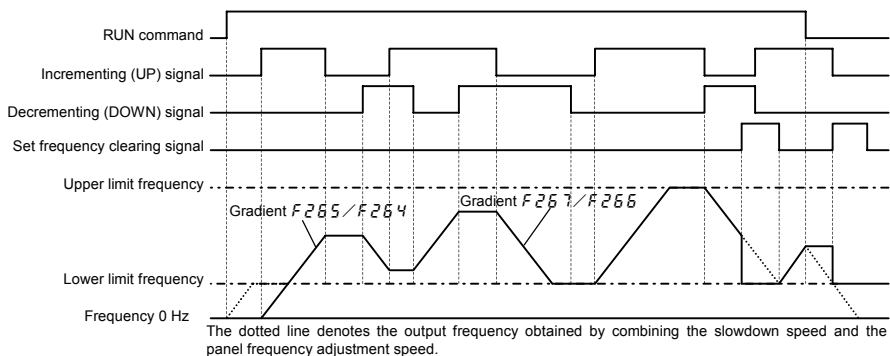 RUN command
Incrementing (UP) signal
Decrementing (DOWN) signal
Set frequency clearing signal
Upper limit frequency
Gradient F265/F264
Gradient F267/F266
Lower limit frequency
Frequency 0 Hz
The dotted line denotes the output frequency obtained by combining the slowdown speed and the
panel frequency adjustment speed.